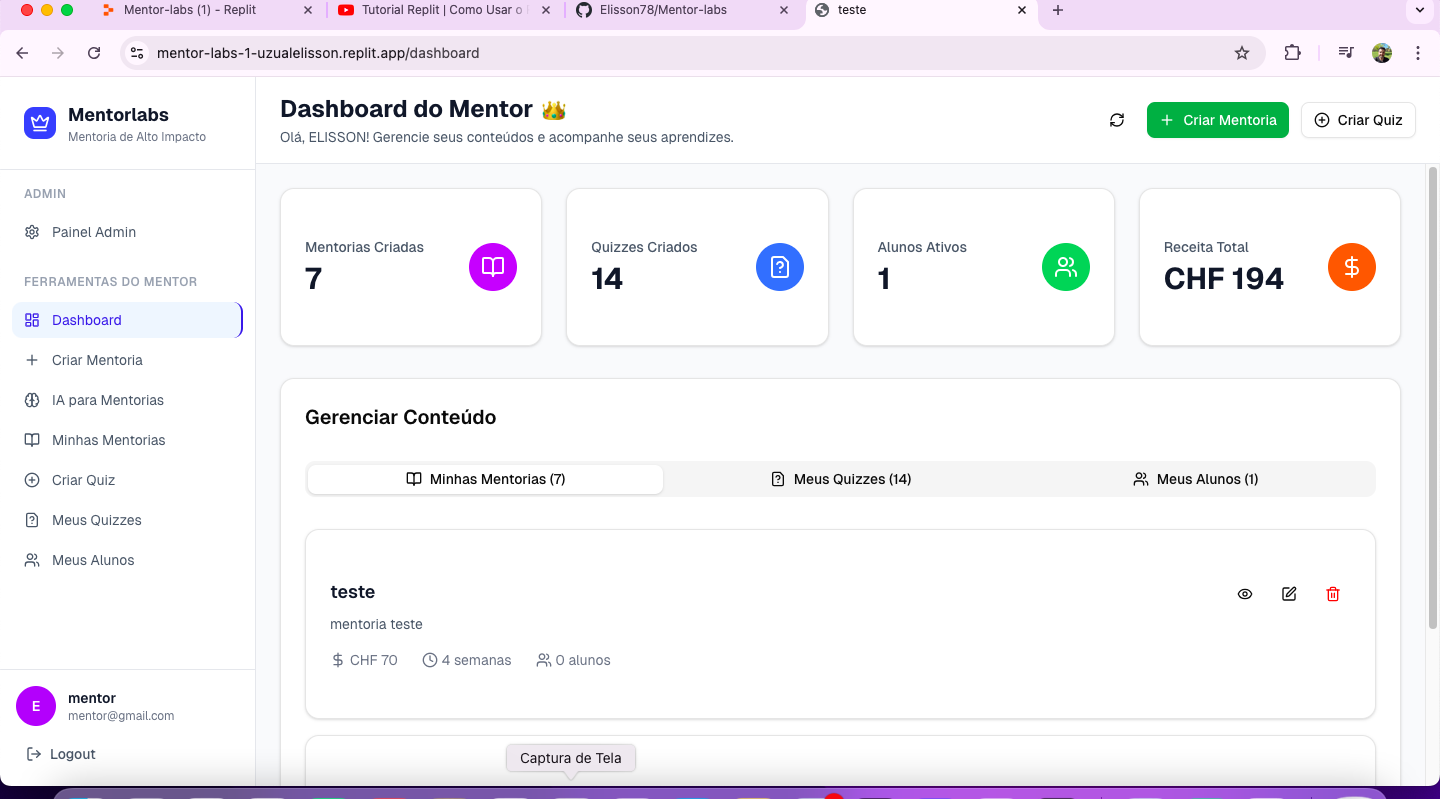 Mentor-labs (1) - Replit
Tutorial Replit | Como Usar o
Elisson78/Mentor-labs
teste
mentor-labs-1-uzualelisson.replit.app/dashboard
Mentorlabs
Mentoria de Alto Impacto
Dashboard do Mentor
Olá, ELISSON! Gerencie seus conteúdos e acompanhe seus aprendizes.
Criar Mentoria
Criar Quiz
ADMIN
Painel Admin
FERRAMENTAS DO MENTOR
Dashboard
Criar Mentoria
IA para Mentorias
Minhas Mentorias
Criar Quiz
Meus Quizzes
Meus Alunos
Mentorias Criadas
7
Quizzes Criados
14
Alunos Ativos
1
Receita Total
CHF 194
Gerenciar Conteúdo
Minhas Mentorias (7)
Meus Quizzes (14)
Meus Alunos (1)
teste
mentoria teste
CHF 70
4 semanas
0 alunos
E
mentor
mentor@gmail.com
Logout
Captura de Tela